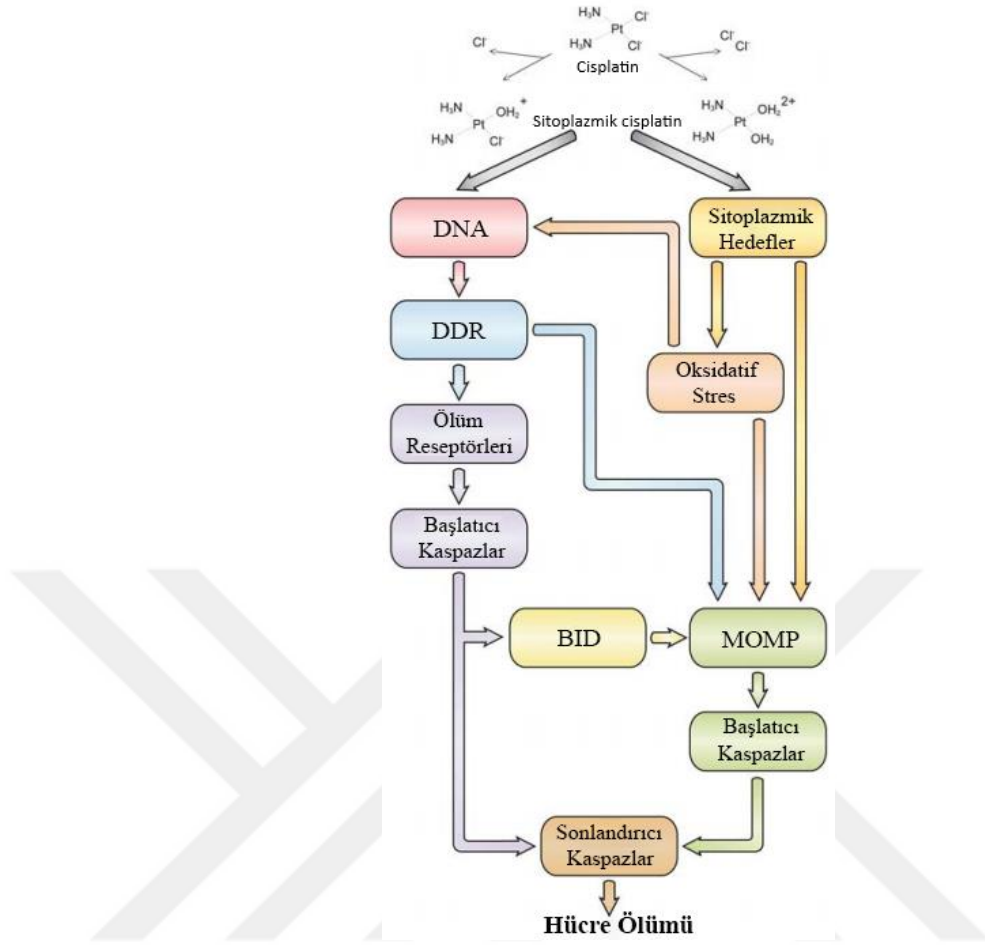 H₃N
Cl⁻
Pt
H₃N
Cl⁻
Cl⁻
Cl⁻
Cl⁻
Cisplatin
H₃N
OH₂⁺
Pt
H₃N
Cl⁻
Sitoplazmik cisplatin
H₃N
OH₂²⁺
Pt
H₃N
OH₂
DNA
Sitoplazmik
Hedefler
DDR
Oksidatif
Stres
Ölüm
Reseptörleri
Başlatıcı
Kaspazlar
BID
MOMP
Başlatıcı
Kaspazlar
Sonlandırıcı
Kaspazlar
Hücre Ölümü